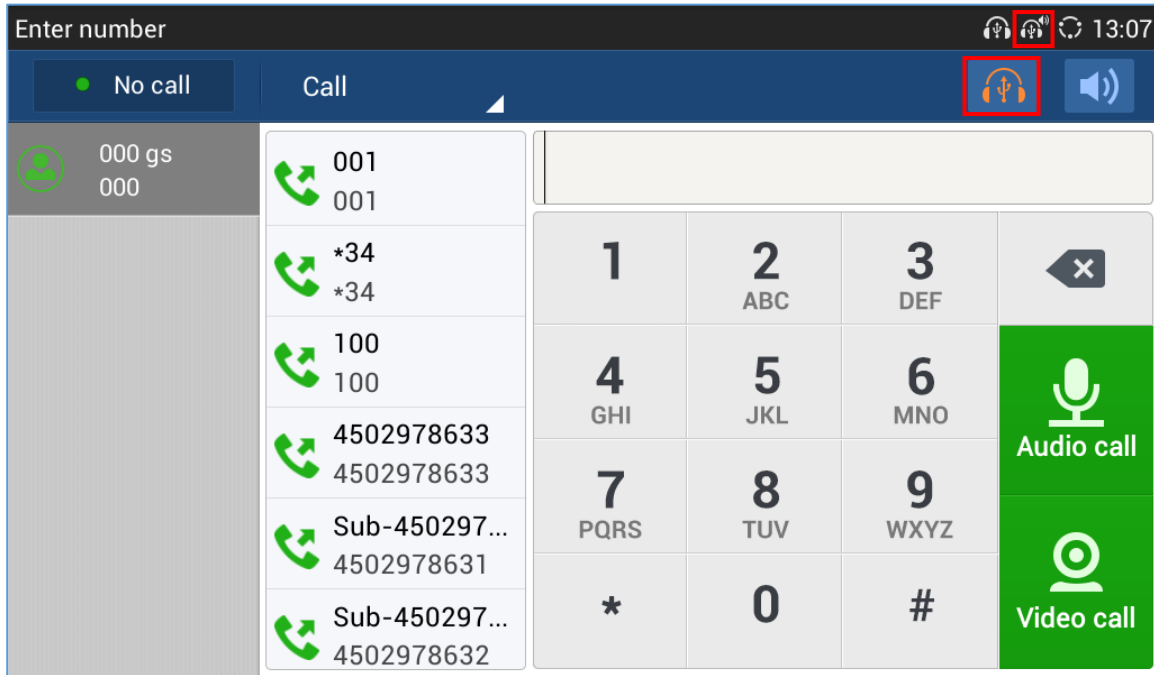 Enter number
13:07
No call
Call
000 gs
000
001
001
*34
*34
100
100
4502978633
4502978633
Sub-450297...
4502978631
Sub-450297...
4502978632
1
2
ABC
3
DEF
4
GHI
5
JKL
6
MNO
Audio call
7
PQRS
8
TUV
9
WXYZ
*
0
#
Video call